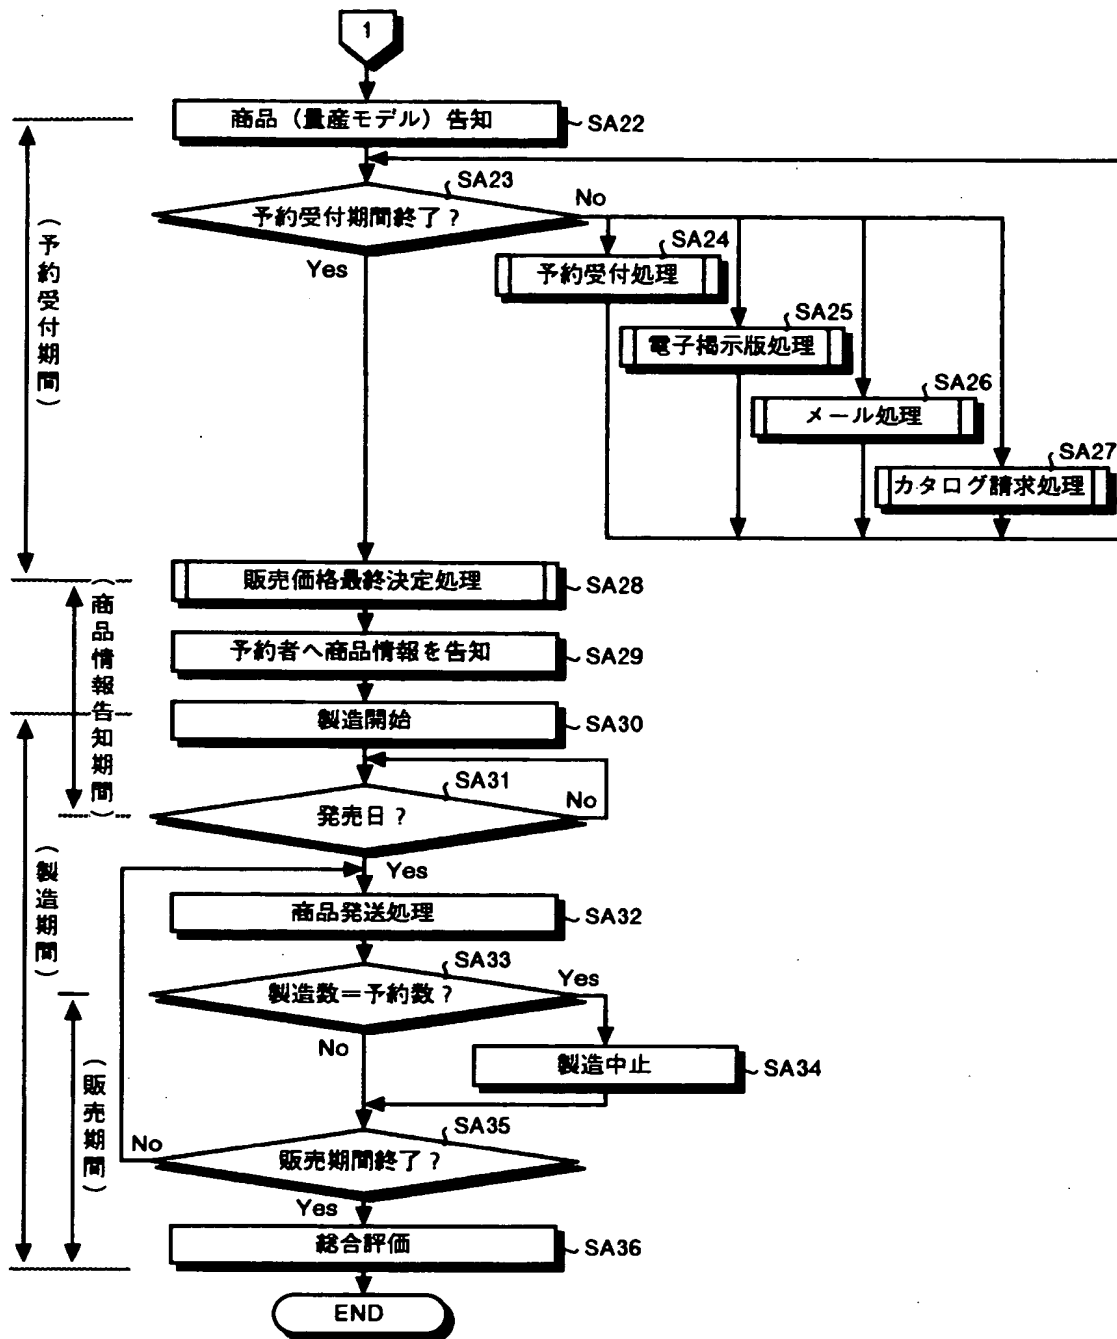 1
商品（量産モデル）告知
SA22
SA23
予約受付期間終了？
No
Yes
SA24
予約受付処理
SA25
電子掲示版処理
SA26
メール処理
SA27
カタログ請求処理
（予約受付期間）
販売価格最終決定処理
SA28
予約者へ商品情報を告知
SA29
製造開始
SA30
（商品情報告知期間）
SA31
発売日？
No
Yes
商品発送処理
SA32
（製造期間）
SA33
製造数＝予約数？
Yes
No
製造中止
SA34
（販売期間）
SA35
販売期間終了？
No
Yes
総合評価
SA36
END